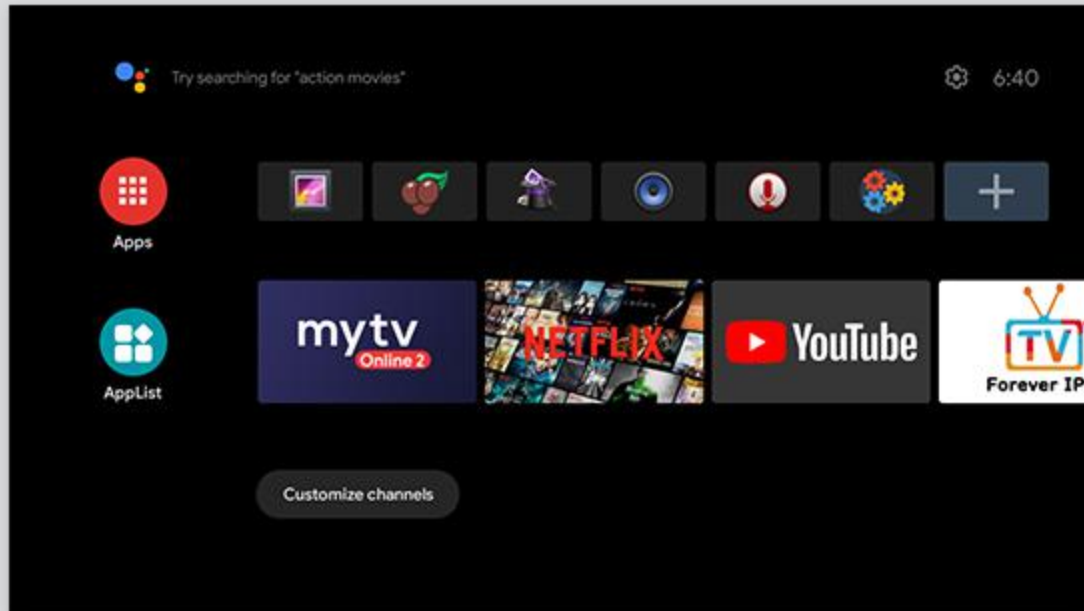 Try searching for "action movies"
6:40
Apps
mytv
Online 2
NETFLIX
YouTube
TV
Forever IP
AppList
Customize channels